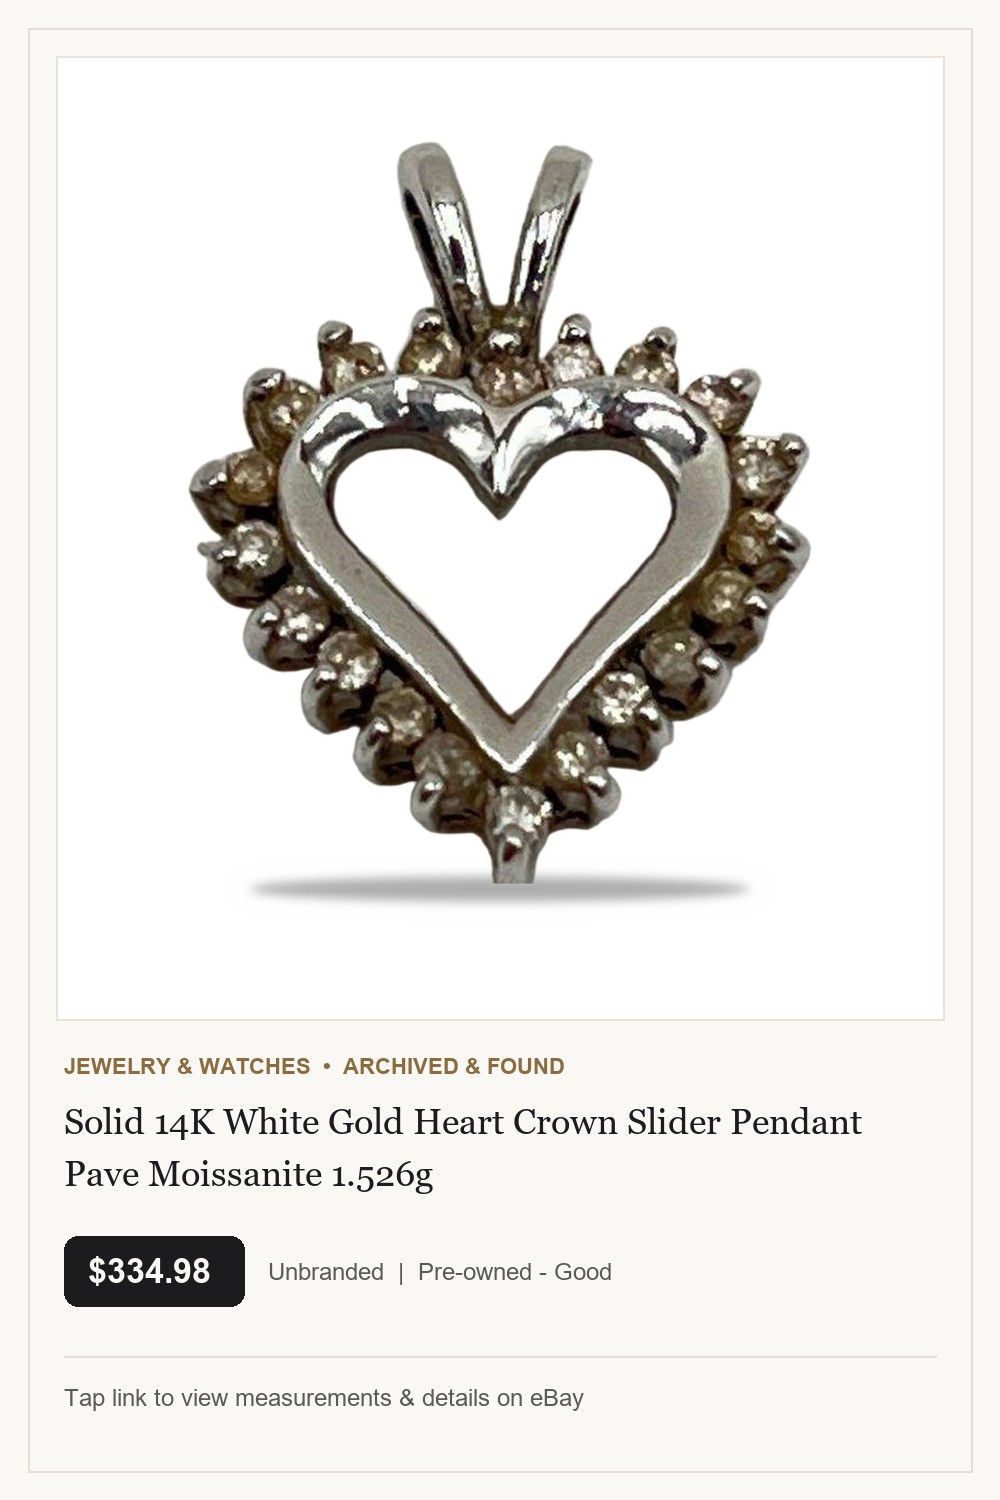 JEWELRY & WATCHES • ARCHIVED & FOUND
Solid 14K White Gold Heart Crown Slider Pendant
Pave Moissanite 1.526g
$334.98 Unbranded | Pre-owned - Good
Tap link to view measurements & details on eBay